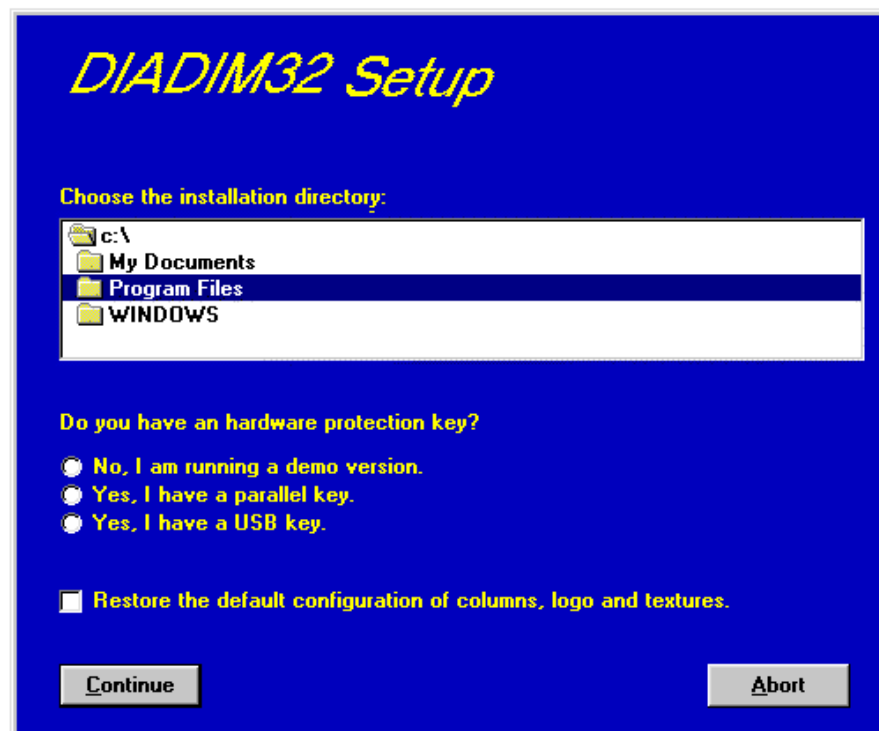 DIADIM32 Setup
Choose the installation directory:
c:\
My Documents
Program Files
WINDOWS
Do you have an hardware protection key?
No, I am running a demo version.
Yes, I have a parallel key.
Yes, I have a USB key.
Restore the default configuration of columns, logo and textures.
Continue
Abort